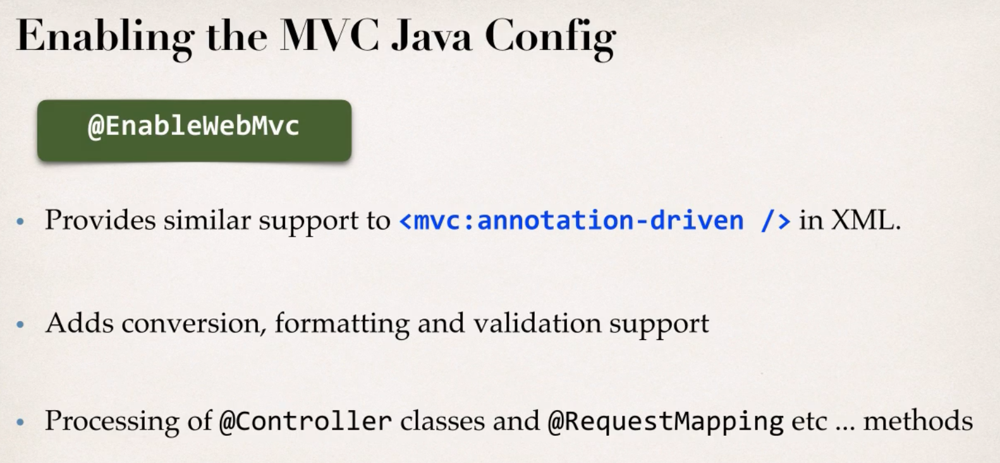 Enabling the MVC Java Config
@EnableWebMvc
• Provides similar support to <mvc:annotation-driven /> in XML.
• Adds conversion, formatting and validation support
• Processing of @Controller classes and @RequestMapping etc ... methods